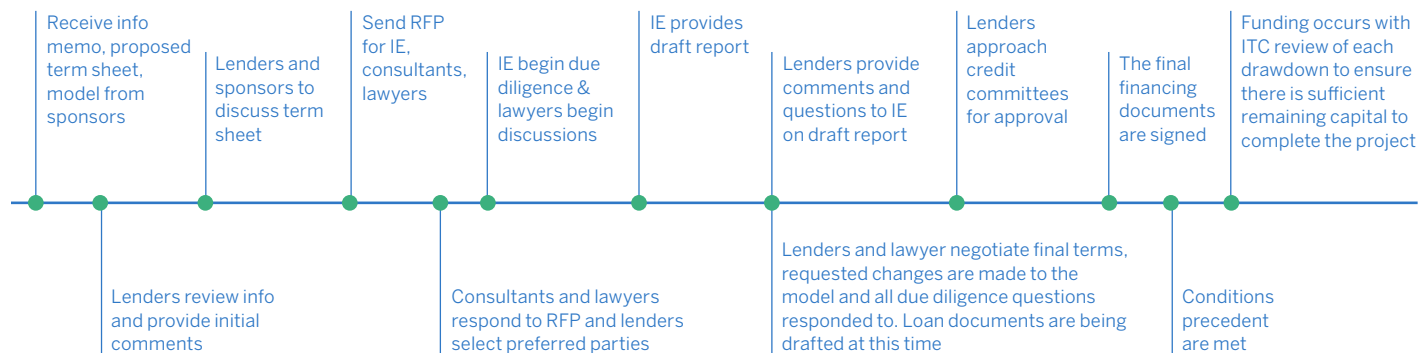 Receive info
memo, proposed
term sheet,
model from
sponsors
Lenders review info
and provide initial
comments
Lenders and
sponsors to
discuss term
sheet
Send RFP
for IE,
consultants,
lawyers
Consultants and lawyers
respond to RFP and lenders
select preferred parties
IE begin due
diligence &
lawyers begin
discussions
IE provides
draft report
Lenders provide
comments and
questions to IE
on draft report
Lenders and lawyer negotiate final terms,
requested changes are made to the
model and all due diligence questions
responded to. Loan documents are being
drafted at this time
Lenders
approach
credit
committees
for approval
The final
financing
documents
are signed
Conditions
precedent
are met
Funding occurs with
ITC review of each
drawdown to ensure
there is sufficient
remaining capital to
complete the project